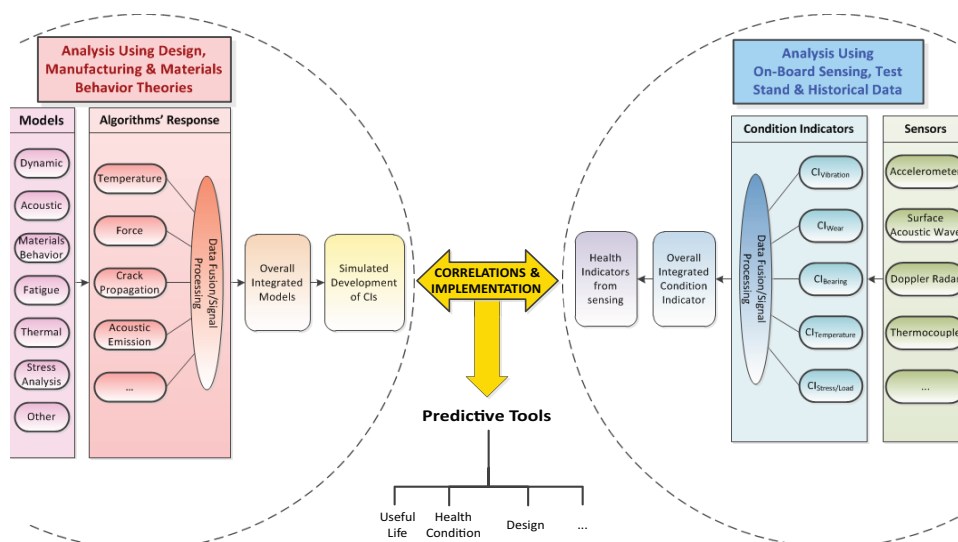 Analysis Using Design,
Manufacturing & Materials
Behavior Theories
Models
Dynamic
Acoustic
Materials
Behavior
Fatigue
Thermal
Stress
Analysis
Other
Algorithms' Response
Temperature
Force
Crack
Propagation
Acoustic
Emission
...
Data Fusion/Signal
Processing
Overall
Integrated
Models
Simulated
Development
of CIs
CORRELATIONS &
IMPLEMENTATION
Predictive Tools
Useful
Life
Health
Condition
Design
...
Analysis Using
On-Board Sensing, Test
Stand & Historical Data
Health
Indicators
from
sensing
Overall
Integrated
Condition
Indicator
Data Fusion/Signal
Processing
Condition Indicators
CIVibration
CIWear
CIBearing
CITemperature
CIStress/Load
Sensors
Accelerometer
Surface
Acoustic Wave
Doppler Radar
Thermocouple
...